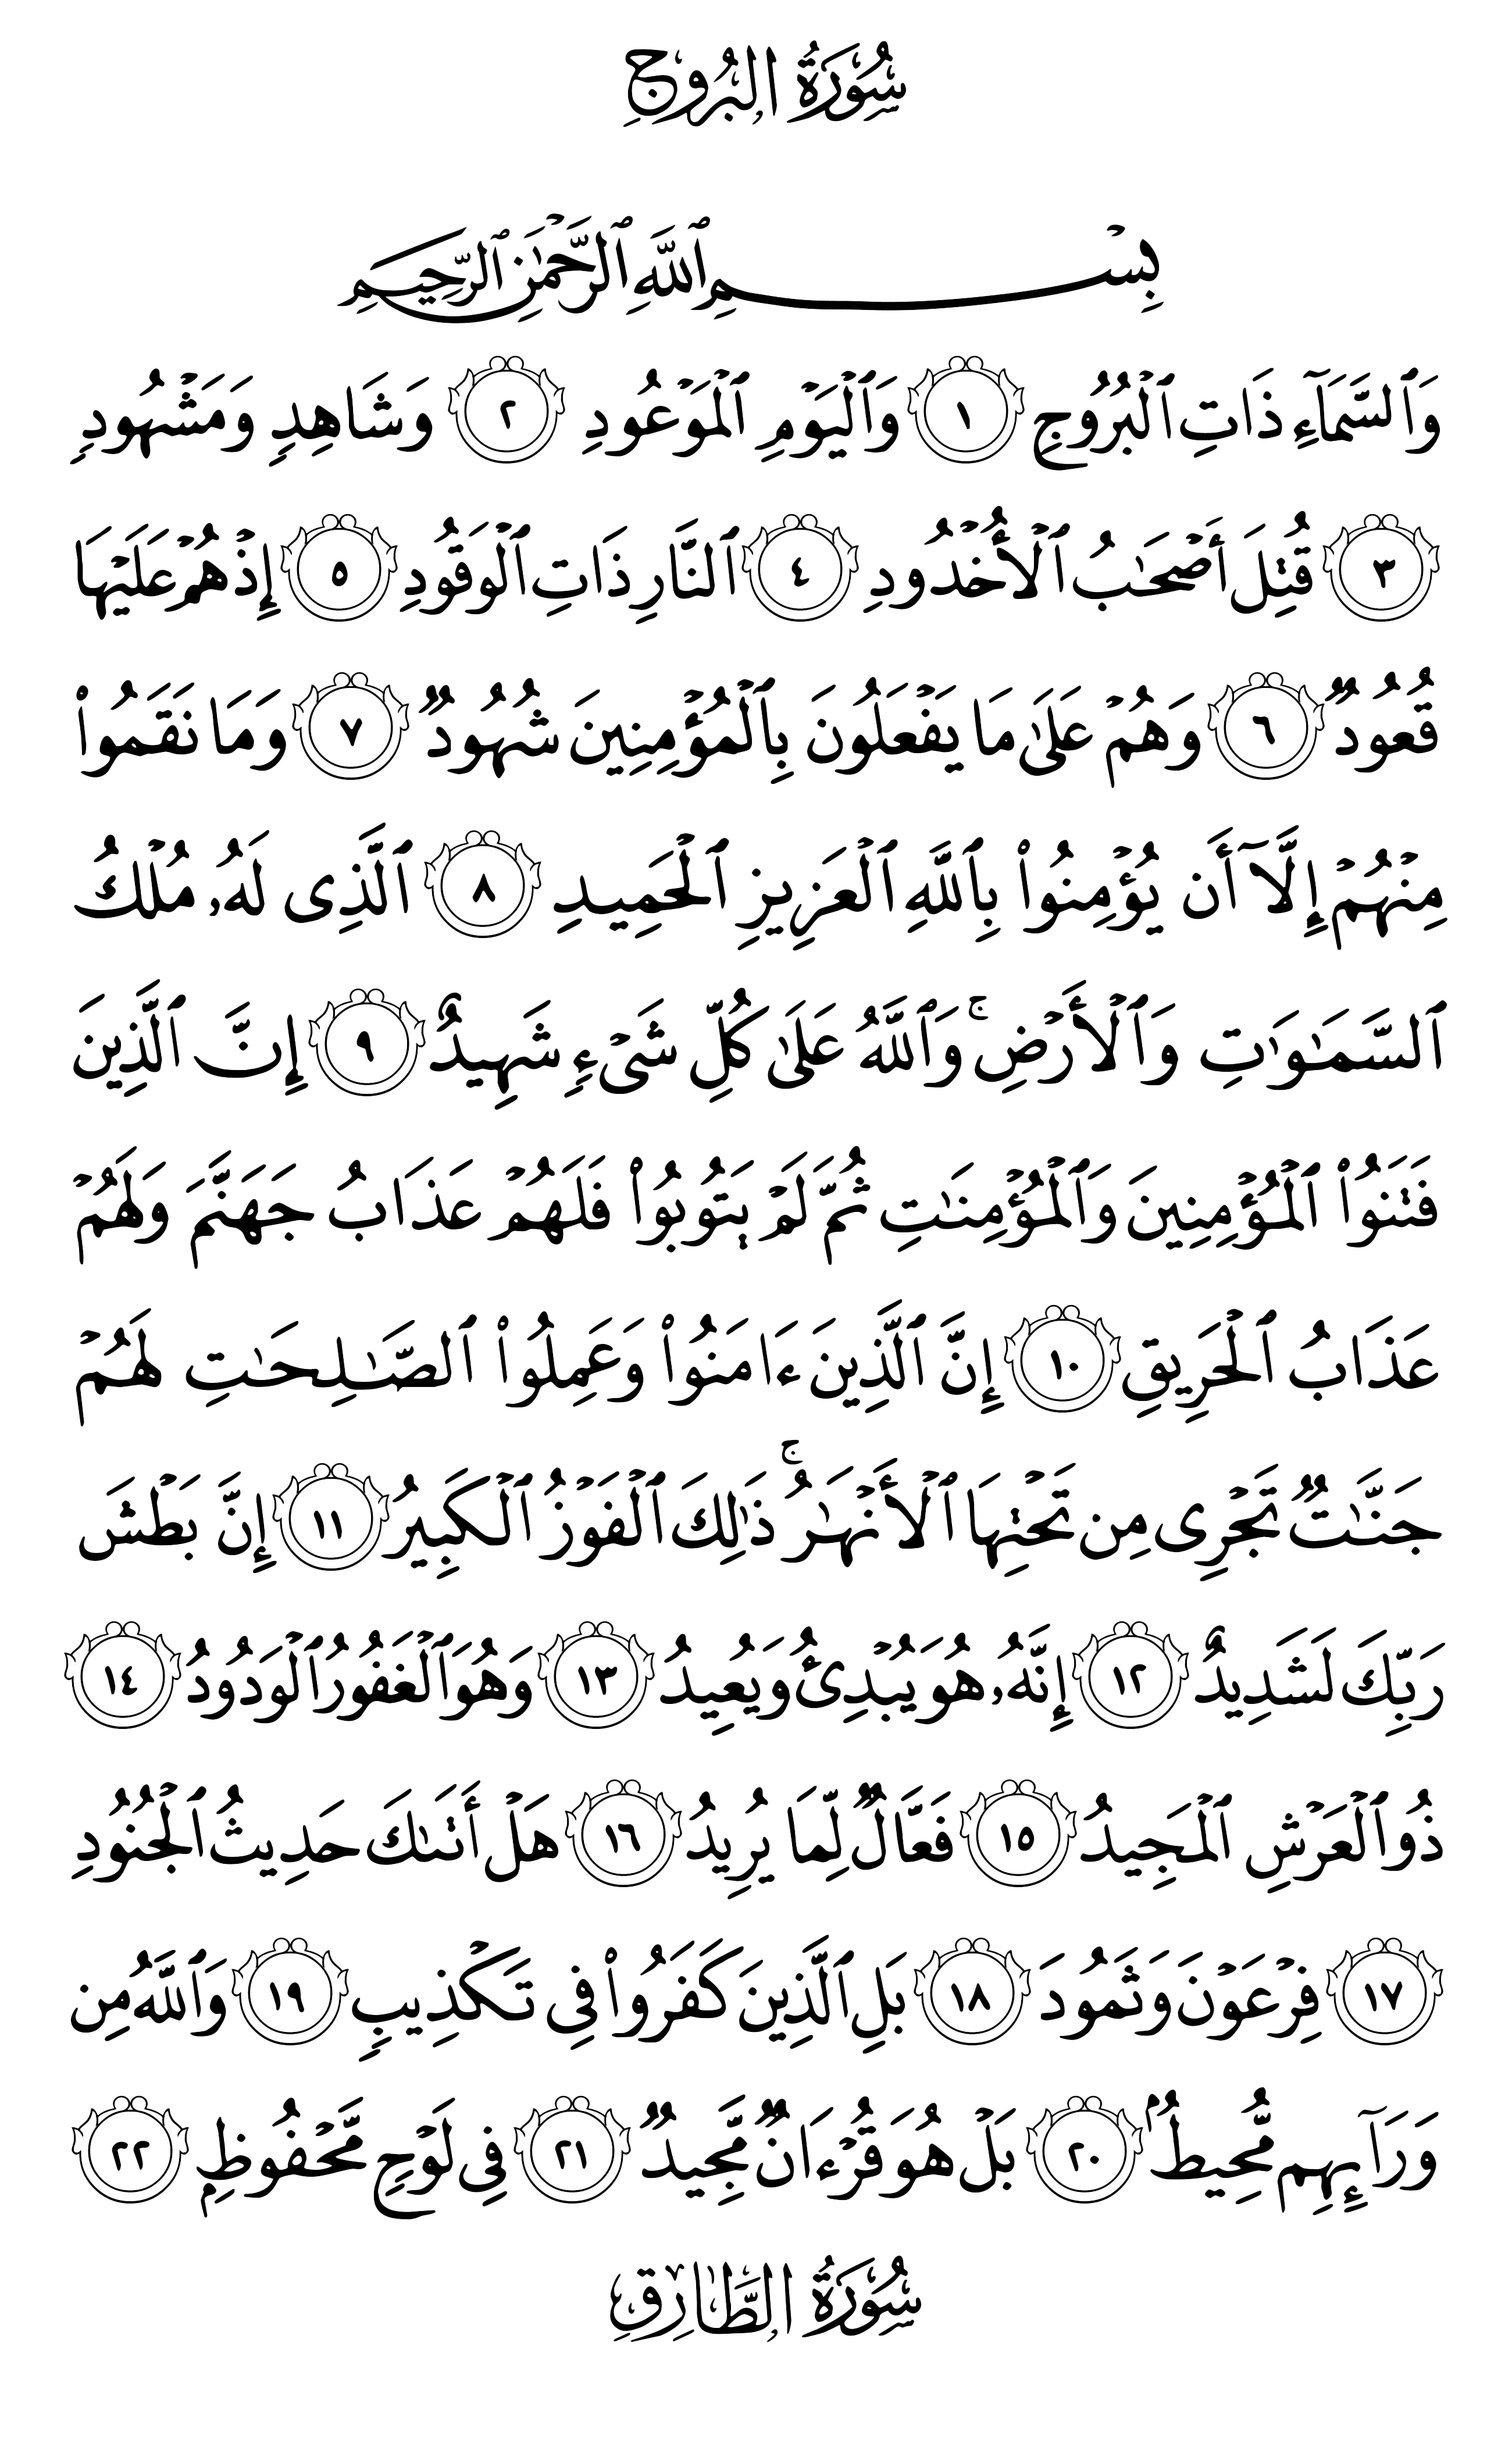 سُورَةُ البُرُوجِ
بِسۡمِ ٱللَّهِ ٱلرَّحۡمَٰنِ ٱلرَّحِيمِ
وَٱلسَّمَآءِ ذَاتِ ٱلۡبُرُوجِ ١ وَٱلۡيَوۡمِ ٱلۡمَوۡعُودِ ٢ وَشَاهِدٖ وَمَشۡهُودٖ
٣ قُتِلَ أَصۡحَٰبُ ٱلۡأُخۡدُودِ ٤ ٱلنَّارِ ذَاتِ ٱلۡوَقُودِ ٥ إِذۡ هُمۡ عَلَيۡهَا
قُعُودٞ ٦ وَهُمۡ عَلَىٰ مَا يَفۡعَلُونَ بِٱلۡمُؤۡمِنِينَ شُهُودٞ ٧ وَمَا نَقَمُواْ
مِنۡهُمۡ إِلَّآ أَن يُؤۡمِنُواْ بِٱللَّهِ ٱلۡعَزِيزِ ٱلۡحَمِيدِ ٨ ٱلَّذِى لَهُۥ مُلۡكُ
ٱلسَّمَٰوَٰتِ وَٱلۡأَرۡضِۚ وَٱللَّهُ عَلَىٰ كُلِّ شَىۡءٖ شَهِيدٌ ٩ إِنَّ ٱلَّذِينَ
فَتَنُواْ ٱلۡمُؤۡمِنِينَ وَٱلۡمُؤۡمِنَٰتِ ثُمَّ لَمۡ يَتُوبُواْ فَلَهُمۡ عَذَابُ جَهَنَّمَ وَلَهُمۡ
عَذَابُ ٱلۡحَرِيقِ ١٠ إِنَّ ٱلَّذِينَ ءَامَنُواْ وَعَمِلُواْ ٱلصَّٰلِحَٰتِ لَهُمۡ
جَنَّٰتٞ تَجۡرِى مِن تَحۡتِهَا ٱلۡأَنۡهَٰرُۚ ذَٰلِكَ ٱلۡفَوۡزُ ٱلۡكَبِيرُ ١١ إِنَّ بَطۡشَ
رَبِّكَ لَشَدِيدٌ ١٢ إِنَّهُۥ هُوَ يُبۡدِئُ وَيُعِيدُ ١٣ وَهُوَ ٱلۡغَفُورُ ٱلۡوَدُودُ ١٤
ذُو ٱلۡعَرۡشِ ٱلۡمَجِيدُ ١٥ فَعَّالٞ لِّمَا يُرِيدُ ١٦ هَلۡ أَتَىٰكَ حَدِيثُ ٱلۡجُنُودِ
١٧ فِرۡعَوۡنَ وَثَمُودَ ١٨ بَلِ ٱلَّذِينَ كَفَرُواْ فِى تَكۡذِيبٖ ١٩ وَٱللَّهُ مِن
وَرَآئِهِم مُّحِيطُۢ ٢٠ بَلۡ هُوَ قُرۡءَانٞ مَّجِيدٞ ٢١ فِى لَوۡحٖ مَّحۡفُوظِۭ ٢٢
سُورَةُ الطَّارِقِ